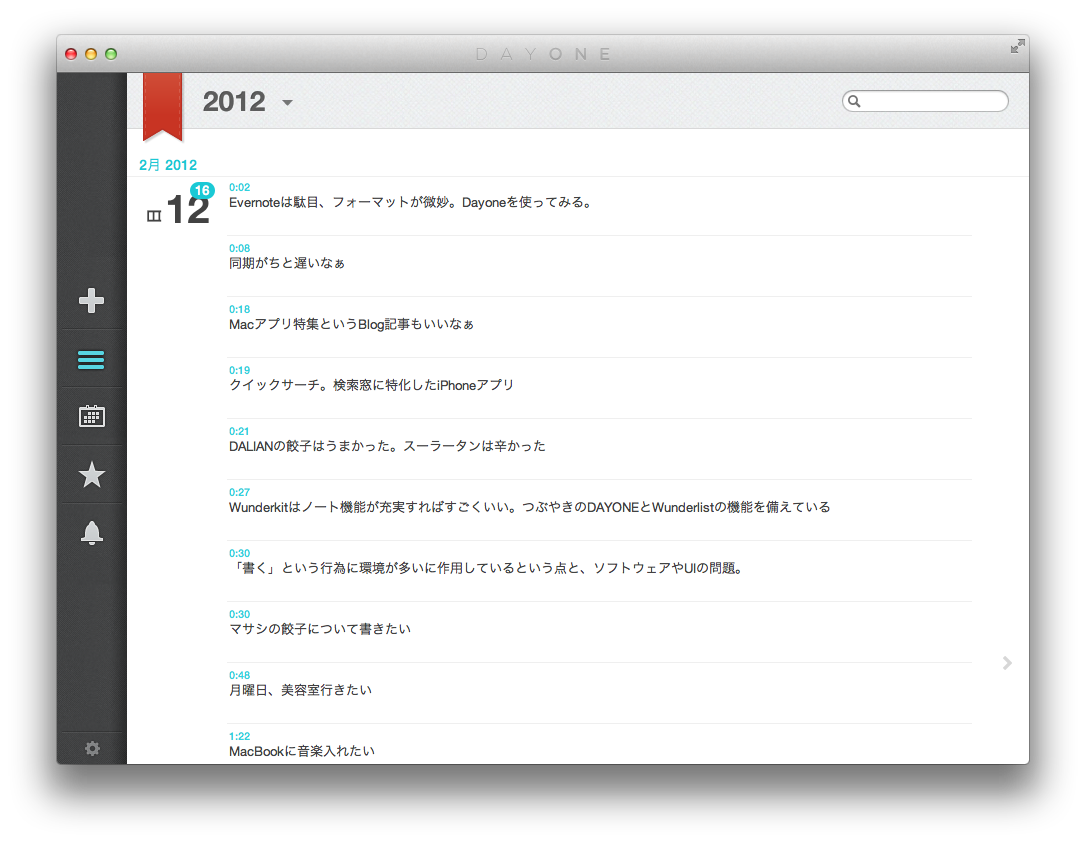 DAYONE
2012
2月 2012
16
12
0:02
Evernoteは駄目、フォーマットが微妙。Dayoneを使ってみる。
0:08
同期がちと遅いなぁ
0:18
Macアプリ特集というBlog記事もいいなぁ
0:19
クイックサーチ。検索窓に特化したiPhoneアプリ
0:21
DALIANの餃子はうまかった。スーラータンは辛かった
0:27
Wunderkitはノート機能が充実すればすごくいい。つぶやきのDAYONEとWunderlistの機能を備えている
0:30
「書く」という行為に環境が多いに作用しているという点と、ソフトウェアやUIの問題。
0:30
マサシの餃子について書きたい
0:48
月曜日、美容室行きたい
1:22
MacBookに音楽入れたい